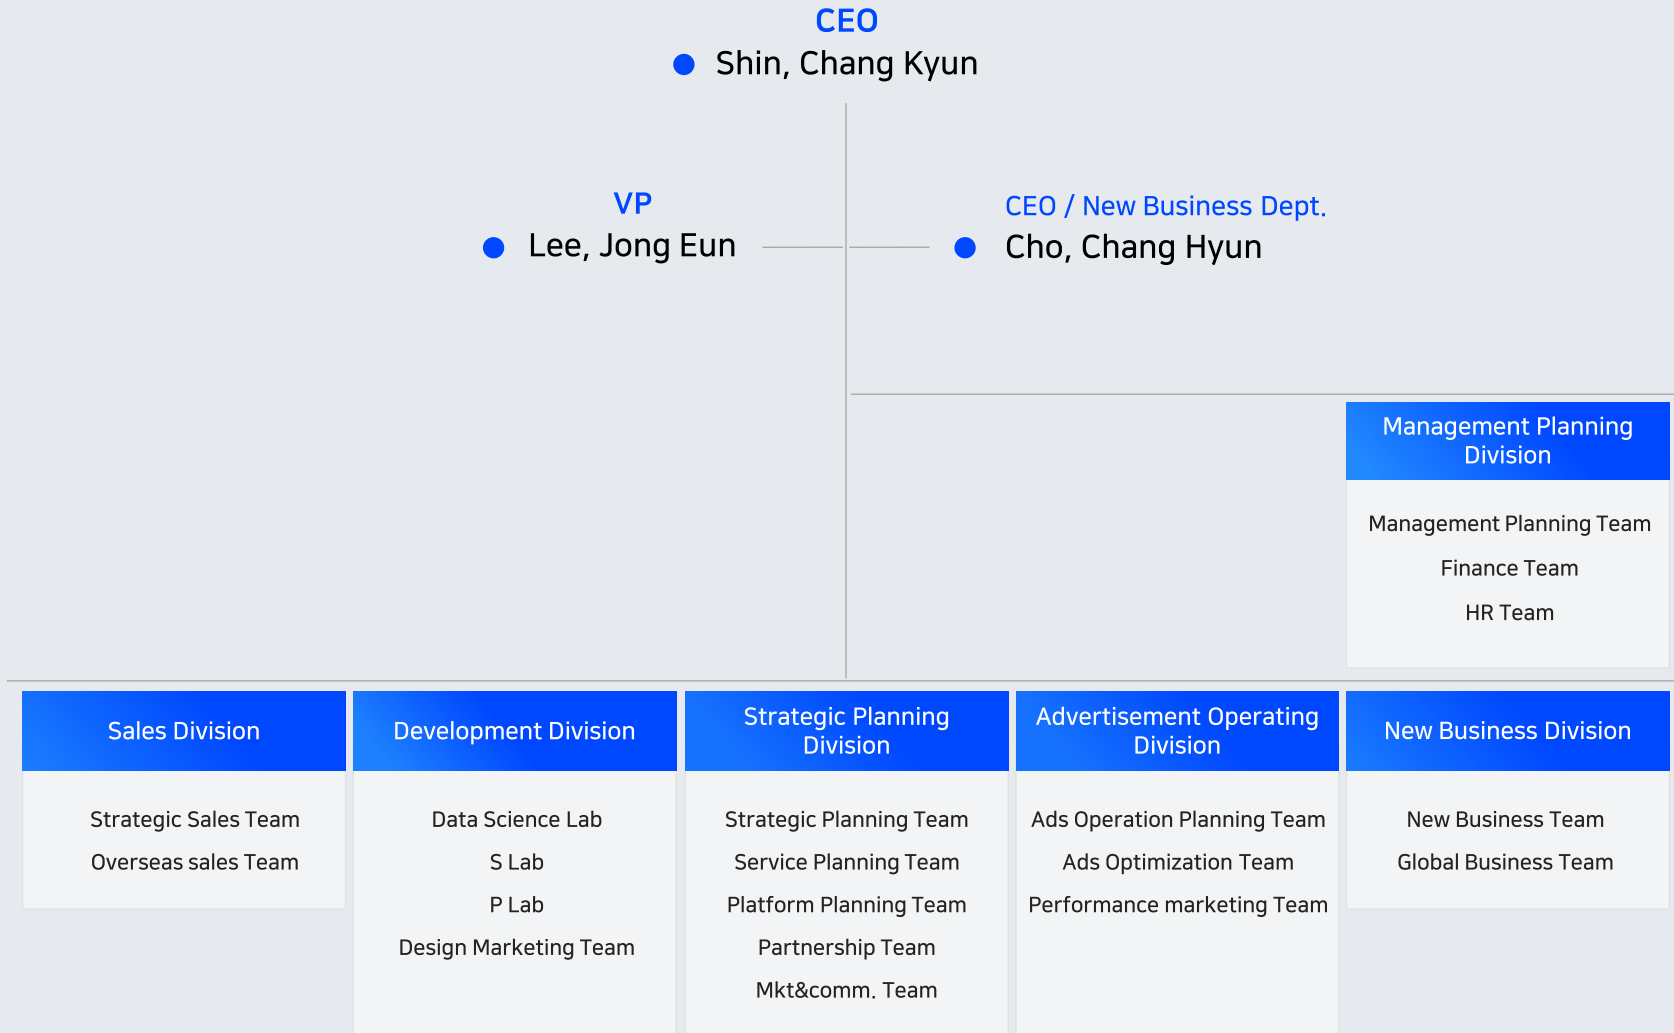 CEO
Shin, Chang Kyun
VP
Lee, Jong Eun
CEO / New Business Dept.
Cho, Chang Hyun
Management Planning
Division
Management Planning Team
Finance Team
HR Team
Sales Division
Strategic Sales Team
Overseas sales Team
Development Division
Data Science Lab
S Lab
P Lab
Design Marketing Team
Strategic Planning
Division
Strategic Planning Team
Service Planning Team
Platform Planning Team
Partnership Team
Mkt&comm. Team
Advertisement Operating
Division
Ads Operation Planning Team
Ads Optimization Team
Performance marketing Team
New Business Division
New Business Team
Global Business Team